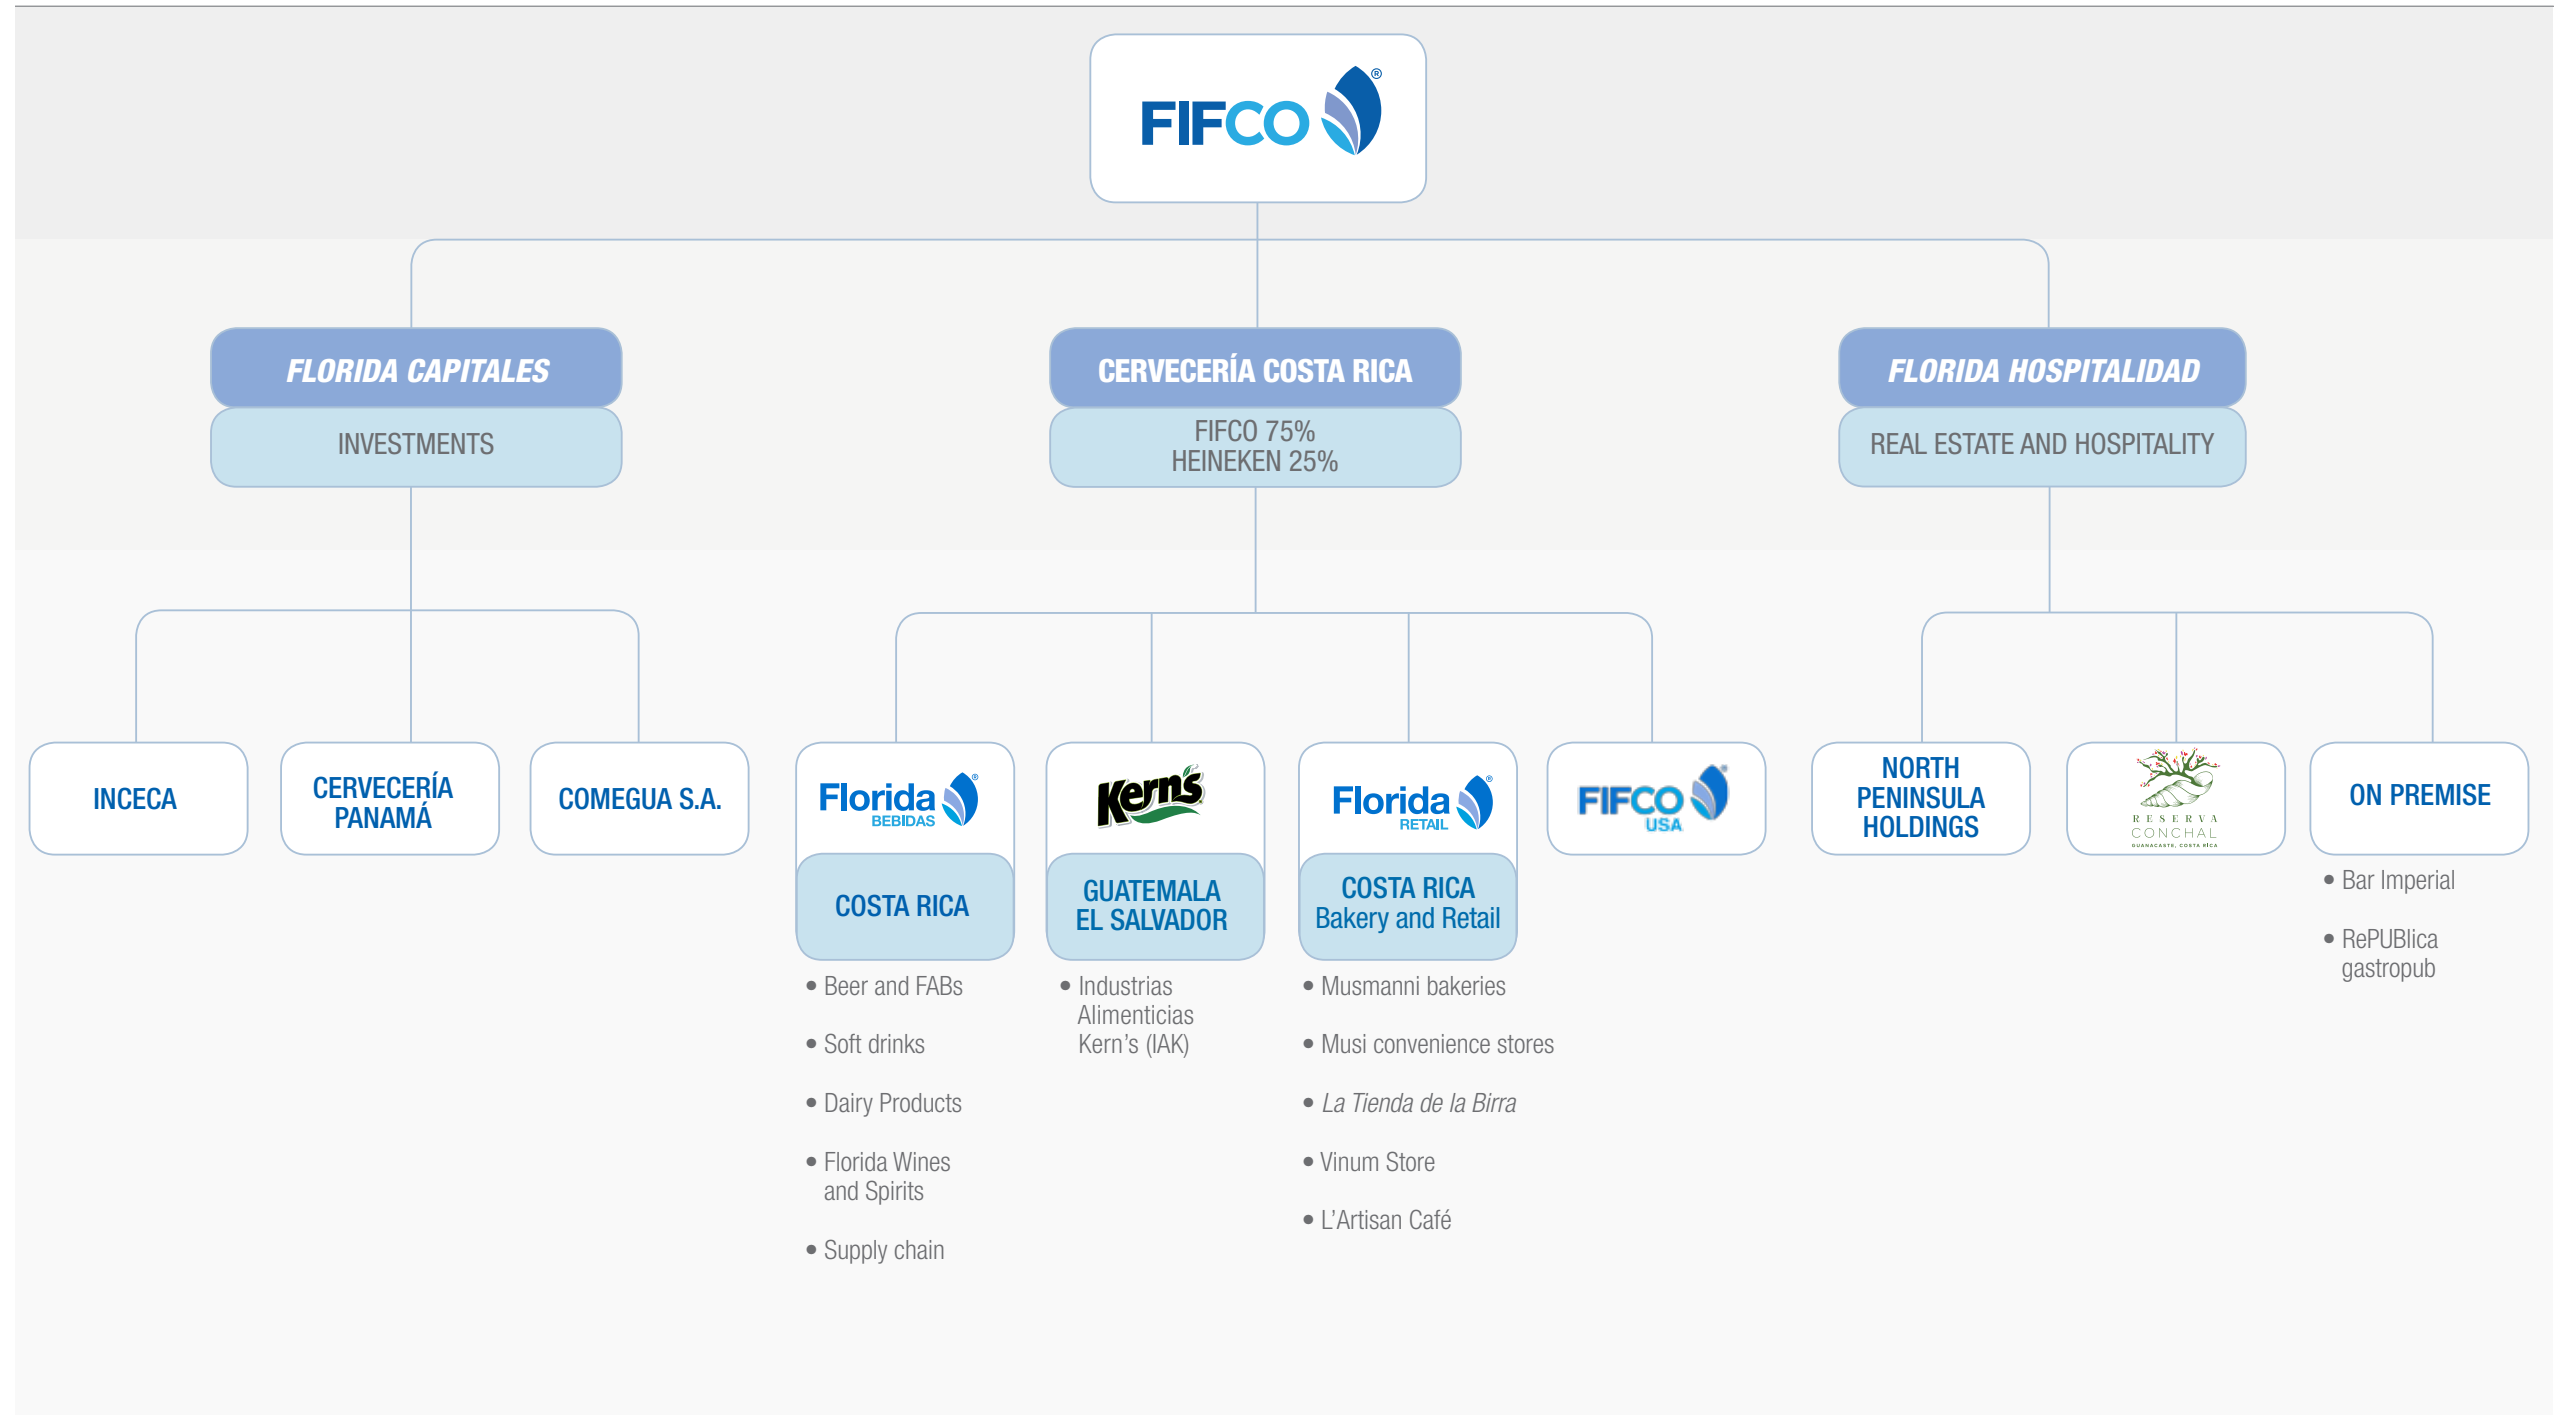 FIFCO®
FLORIDA CAPITALES
INVESTMENTS
CERVECERÍA COSTA RICA
FIFCO 75%
HEINEKEN 25%
FLORIDA HOSPITALIDAD
REAL ESTATE AND HOSPITALITY
INCECA
CERVECERÍA
PANAMÁ
COMEGUA S.A.
Florida®
BEBIDAS
COSTA RICA
• Beer and FABs
• Soft drinks
• Dairy Products
• Florida Wines
and Spirits
• Supply chain
Kern's
GUATEMALA
EL SALVADOR
• Industrias
Alimenticias
Kern’s (IAK)
Florida®
RETAIL
COSTA RICA
Bakery and Retail
• Musmanni bakeries
• Musi convenience stores
• La Tienda de la Birra
• Vinum Store
• L’Artisan Café
FIFCO
USA
NORTH
PENINSULA
HOLDINGS
RESERVA
CONCHAL
GUANACASTE, COSTA RICA
ON PREMISE
• Bar Imperial
• RePUBlica
gastropub